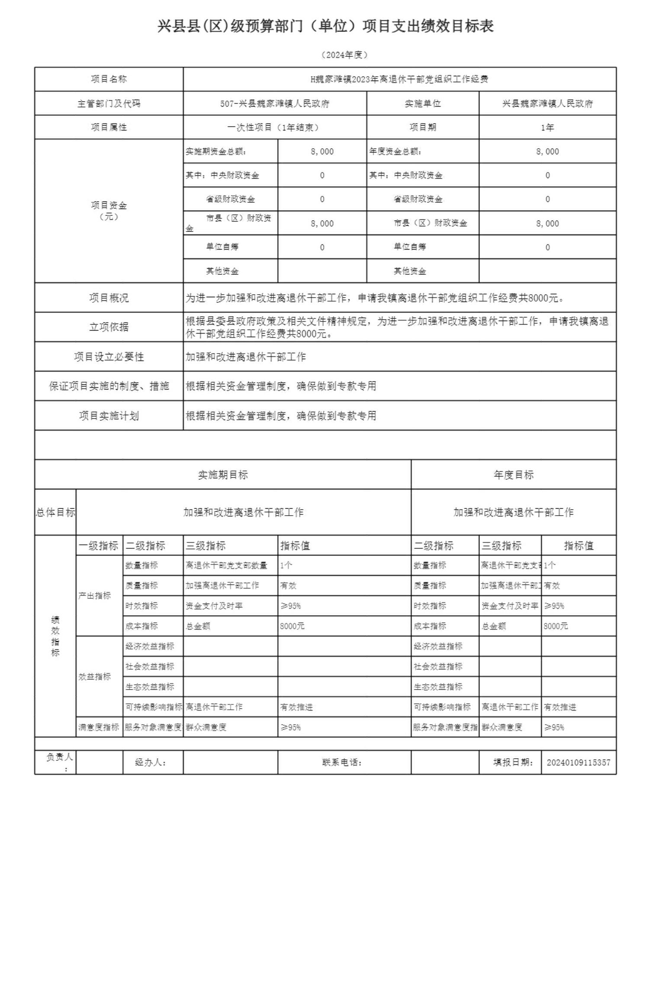 兴县县(区)级预算部门（单位）项目支出绩效目标表
（2024年度）
项目名称 H魏家滩镇2023年离退休干部党组织工作经费
主管部门及代码 507-兴县魏家滩镇人民政府 实施单位 兴县魏家滩镇人民政府
项目属性 一次性项目（1年结束） 项目期 1年
项目资金
（元）
实施期资金总额: 8,000 年度资金总额: 8,000
其中: 中央财政资金 0 其中: 中央财政资金 0
省级财政资金 0 省级财政资金 0
市县（区）财政资
金 8,000 市县（区）财政资金 8,000
单位自筹 0 单位自筹 0
其他资金 其他资金
项目概况 为进一步加强和改进离退休干部工作，申请我镇离退休干部党组织工作经费共8000元。
立项依据 根据县委县政府政策及相关文件精神规定，为进一步加强和改进离退休干部工作，申请我镇离退
休干部党组织工作经费共8000元。
项目设立必要性 加强和改进离退休干部工作
保证项目实施的制度、措施 根据相关资金管理制度，确保做到专款专用
项目实施计划 根据相关资金管理制度，确保做到专款专用
实施期目标 年度目标
总体目标 加强和改进离退休干部工作 加强和改进离退休干部工作
绩
效
指
标
一级指标 二级指标 三级指标 指标值 二级指标 三级指标 指标值
产出指标
数量指标 离退休干部党支部数量 1个 数量指标 离退休干部党支 1个
质量指标 加强离退休干部工作 有效 质量指标 加强离退休干部 有效
时效指标 资金支付及时率 ≥95% 时效指标 资金支付及时率 ≥95%
成本指标 总金额 8000元 成本指标 总金额 8000元
效益指标
经济效益指标 经济效益指标
社会效益指标 社会效益指标
生态效益指标 生态效益指标
可持续影响指标 离退休干部工作 有效推进 可持续影响指标 离退休干部工作 有效推进
满意度指标 服务对象满意度 群众满意度 ≥95% 服务对象满意度指 群众满意度 ≥95%
负责人
: 经办人: 联系电话: 填报日期: 20240109115357